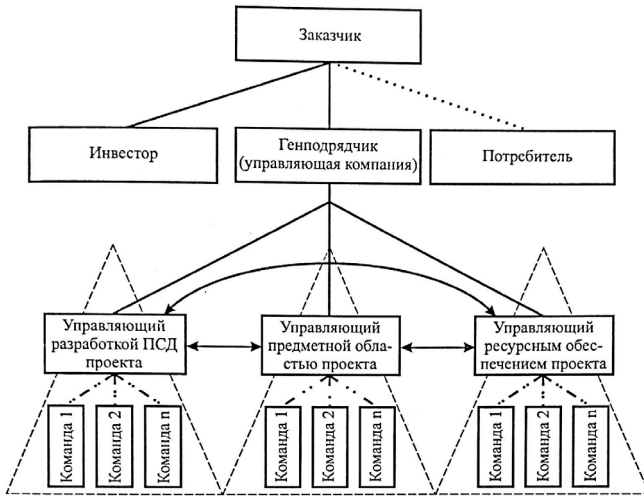 Заказчик
Инвестор
Генподрядчик
(управляющая компания)
Потребитель
Управляющий
разработкой ПСД
проекта
Управляющий
предметной обла-
стью проекта
Управляющий
ресурсным обес-
печением проекта
Команда 1
Команда 2
Команда n
Команда 1
Команда 2
Команда n
Команда 1
Команда 2
Команда n